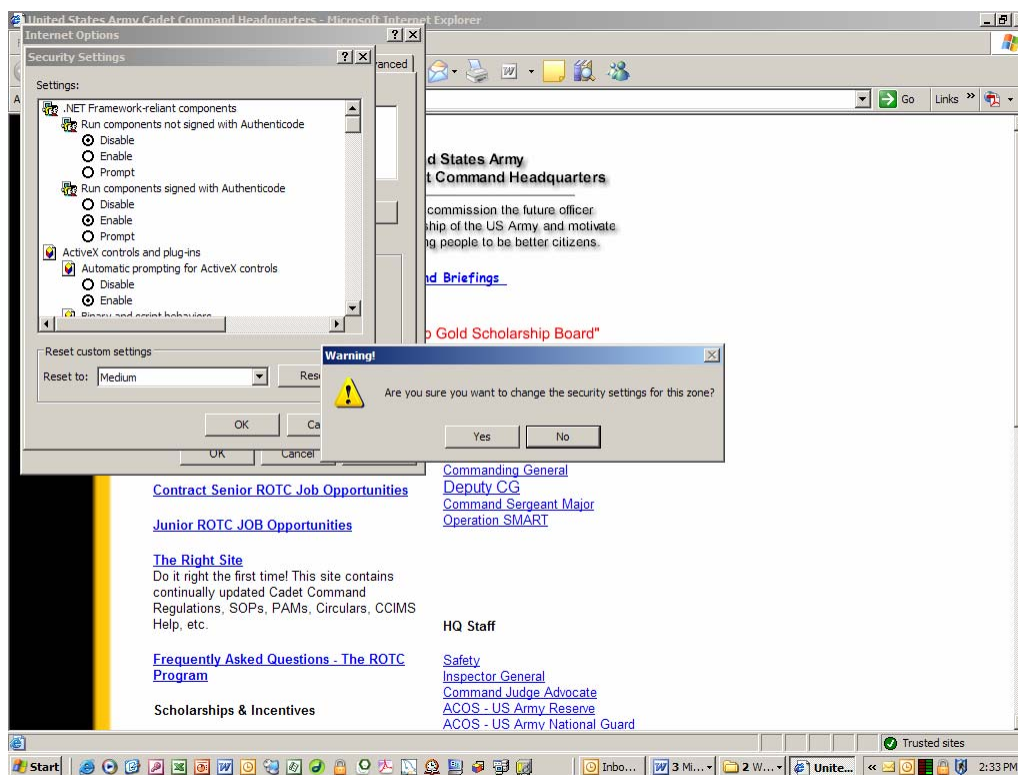 United States Army Cadet Command Headquarters - Microsoft Internet Explorer
Internet Options
Security Settings
anced
Settings:
.NET Framework-reliant components
Run components not signed with Authenticode
Disable
Enable
Prompt
Run components signed with Authenticode
Disable
Enable
Prompt
ActiveX controls and plug-ins
Automatic prompting for ActiveX controls
Disable
Enable
Binary and script behaviors
Reset custom settings
Reset to: Medium
Rese
OK
Ca
OK
Cancel
Go
Links
d States Army
t Command Headquarters
commission the future officer
ship of the US Army and motivate
ng people to be better citizens.
nd Briefings
o Gold Scholarship Board"
Warning!
Are you sure you want to change the security settings for this zone?
Yes
No
Contract Senior ROTC Job Opportunities
Junior ROTC JOB Opportunities
The Right Site
Do it right the first time! This site contains
continually updated Cadet Command
Regulations, SOPs, PAMs, Circulars, CCIMS
Help, etc.
Frequently Asked Questions - The ROTC
Program
Scholarships & Incentives
Commanding General
Deputy CG
Command Sergeant Major
Operation SMART
HQ Staff
Safety
Inspector General
Command Judge Advocate
ACOS - US Army Reserve
ACOS - US Army National Guard
Trusted sites
Start
Inbo...
3 Mi...
2 W...
Unite...
2:33 PM